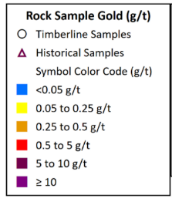 Rock Sample Gold (g/t)
Timberline Samples
Historical Samples
Symbol Color Code (g/t)
<0.05 g/t
0.05 to 0.25 g/t
0.25 to 0.5 g/t
0.5 to 5 g/t
5 to 10 g/t
≥ 10